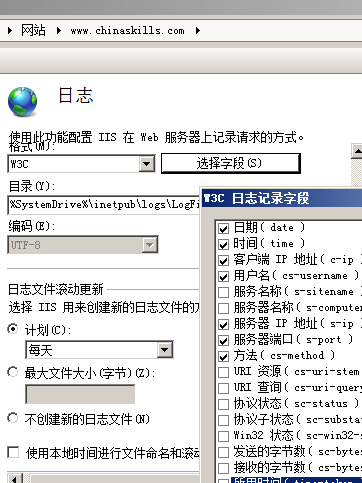 网站 www.chinaskills.com
日志
使用此功能配置 IIS 在 Web 服务器上记录请求的方式。
格式(M):
W3C 选择字段(S)
目录(Y):
%SystemDrive%\inetpub\logs\LogFi
编码(E):
UTF-8
日志文件滚动更新
选择 IIS 用来创建新的日志文件的方
计划(C):
每天
最大文件大小(字节)(Z):
不创建新的日志文件(N)
使用本地时间进行文件命名和滚动
W3C 日志记录字段
日期( date )
时间( time )
客户端 IP 地址( c-ip )
用户名( cs-username )
服务名称( s-sitename )
服务器名称( s-computer
服务器 IP 地址( s-ip )
服务器端口( s-port )
方法( cs-method )
URI 资源( cs-uri-stem
URI 查询( cs-uri-query
协议状态( sc-status )
协议子状态( sc-substa
Win32 状态( sc-win32-s
发送的字节数( sc-bytes
接收的字节数( cs-bytes